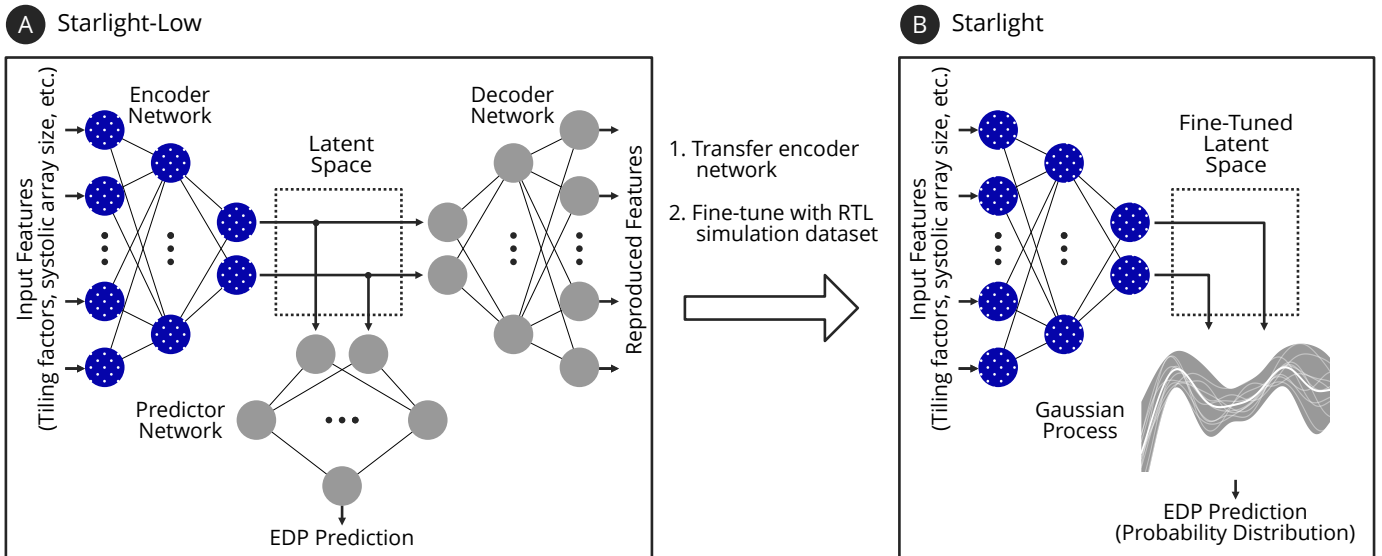 A Starlight-Low
Input Features
(Tiling factors, systolic array size, etc.)
Encoder
Network
Latent
Space
Decoder
Network
Reproduced Features
Predictor
Network
EDP Prediction
1. Transfer encoder
network
2. Fine-tune with RTL
simulation dataset
B Starlight
Input Features
(Tiling factors, systolic array size, etc.)
Fine-Tuned
Latent
Space
Gaussian
Process
EDP Prediction
(Probability Distribution)